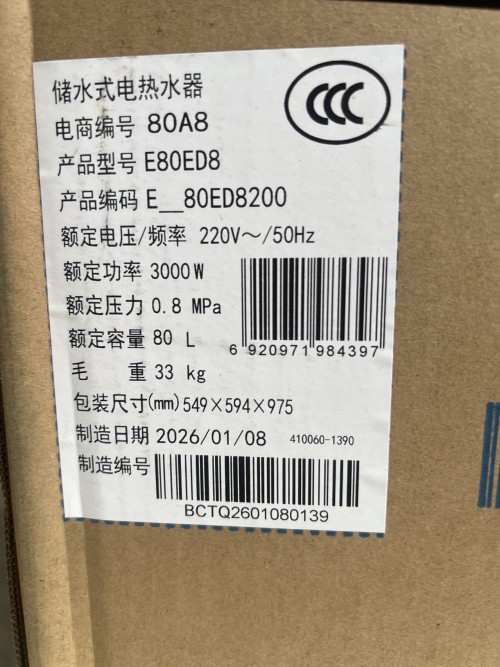 储水式电热水器
CCC
电商编号 80A8
产品型号 E80ED8
产品编码 E__80ED8200
额定电压/频率 220V～/50Hz
额定功率 3000W
额定压力 0.8 MPa
额定容量 80 L
6 920971 984397
毛 重 33 kg
包装尺寸(mm) 549×594×975
制造日期 2026/01/08 410060-1390
制造编号
BCTQ2601080139